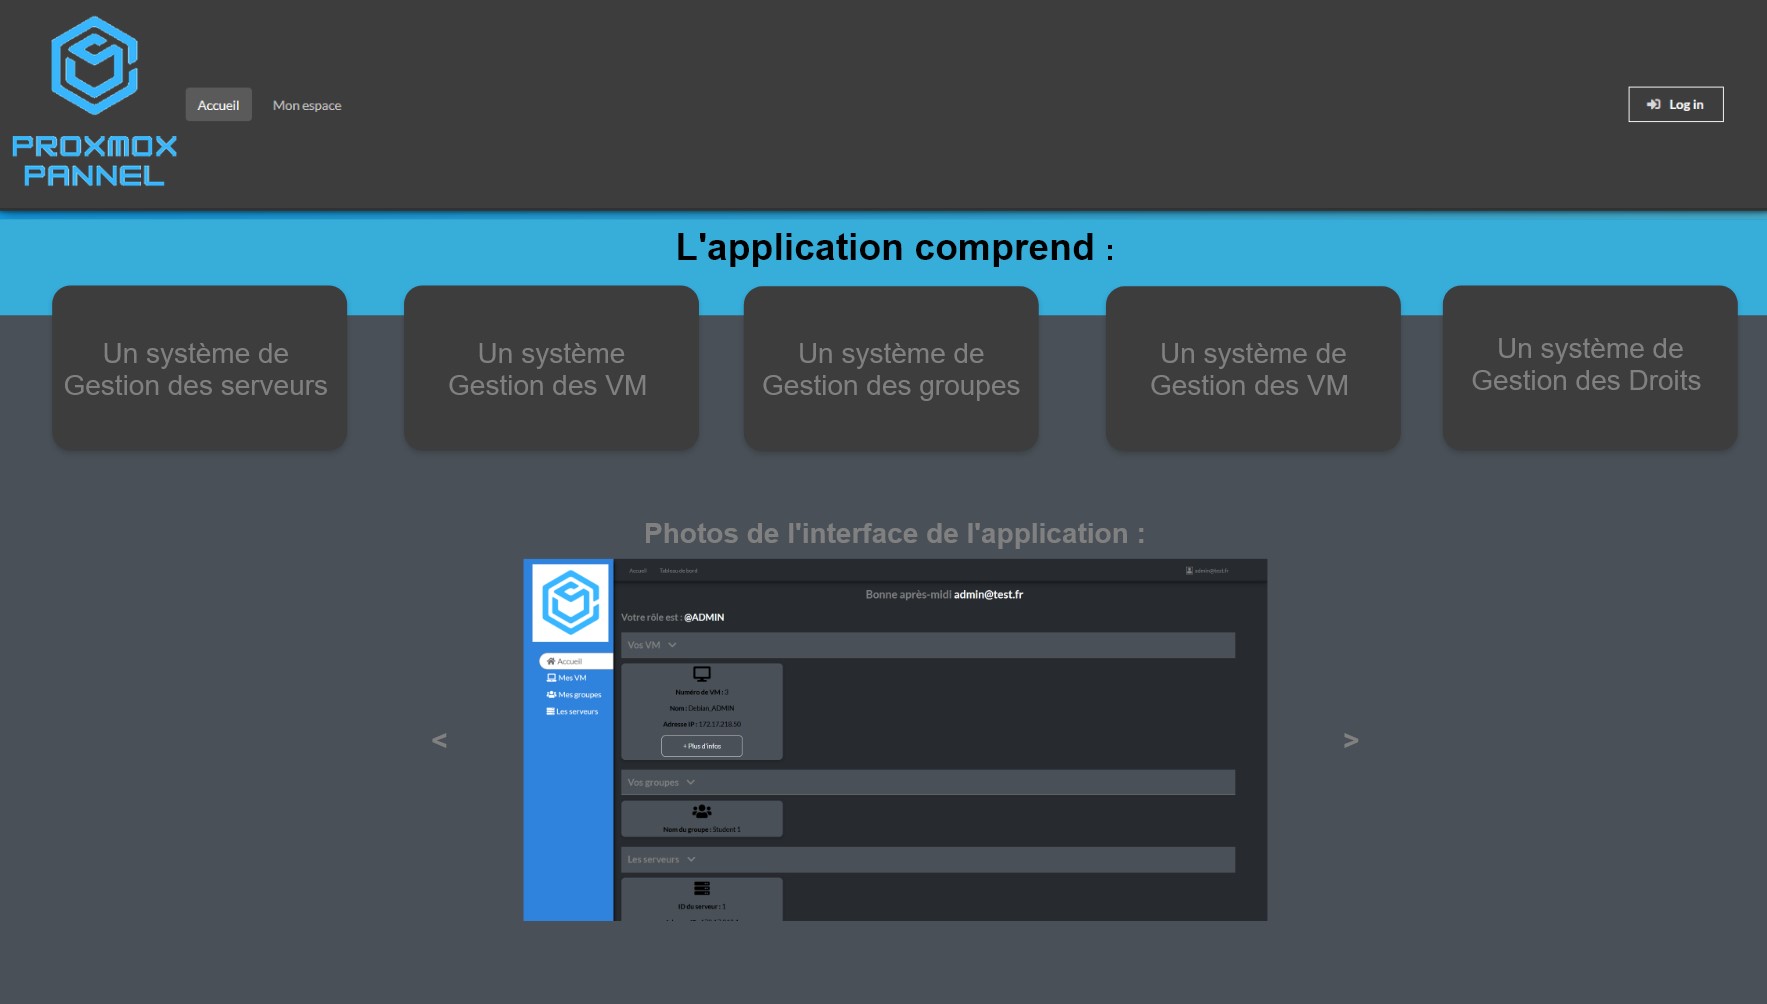 PROXMOX
PANNEL
Accueil
Mon espace
Log in
L'application comprend :
Un système de
Gestion des serveurs
Un système
Gestion des VM
Un système de
Gestion des groupes
Un système de
Gestion des VM
Un système de
Gestion des Droits
Photos de l'interface de l'application :
<
>
Accueil
Tableau de bord
admin@test.fr
Bonne après-midi admin@test.fr
Votre rôle est : @ADMIN
Accueil
Mes VM
Mes groupes
Les serveurs
Vos VM
Numéro de VM : 3
Nom : Debian_ADMIN
Adresse IP : 172.17.218.50
+ Plus d'infos
Vos groupes
Nom du groupe : Student 1
Les serveurs
ID du serveur : 1